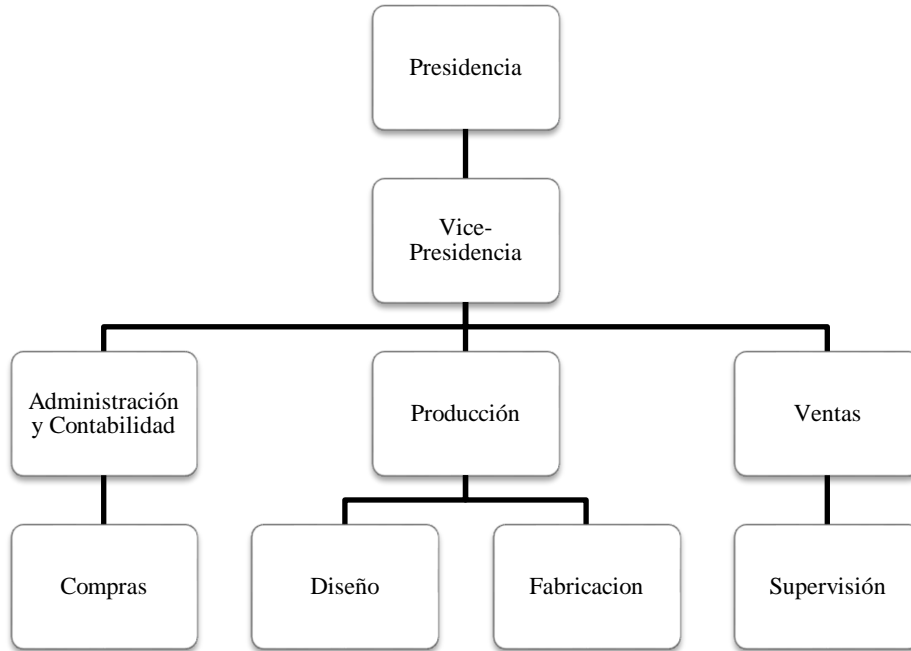 Presidencia
Vice-
Presidencia
Administración
y Contabilidad
Producción
Ventas
Compras
Diseño
Fabricacion
Supervisión